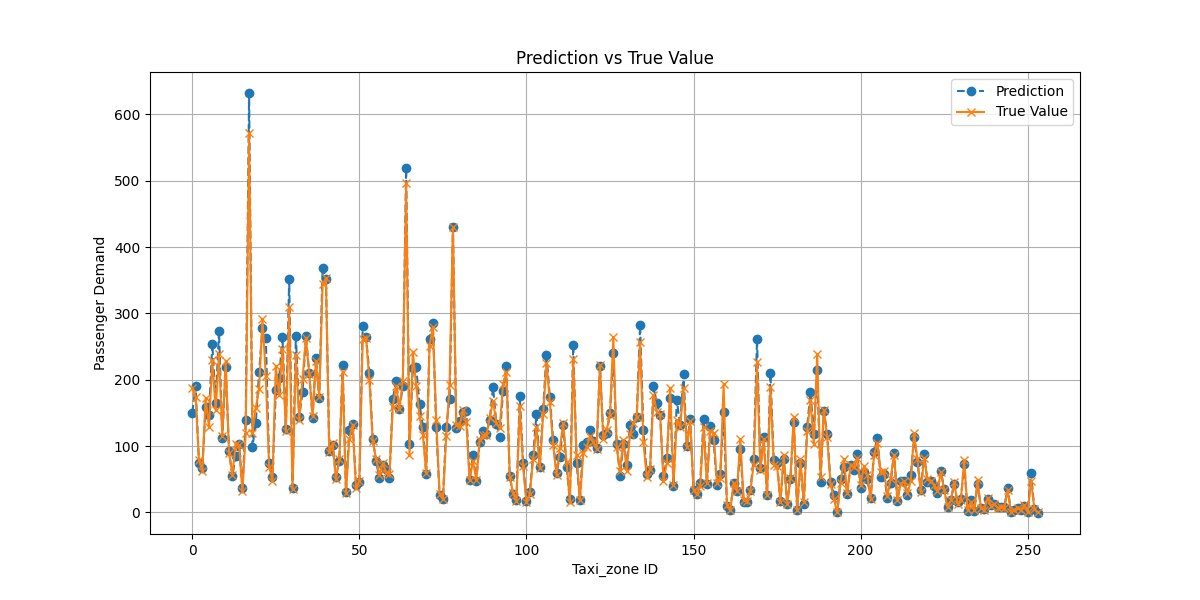 Prediction vs True Value
Prediction
True Value
600
500
400
300
200
100
0
Passenger Demand
0 50 100 150 200 250
Taxi_zone ID